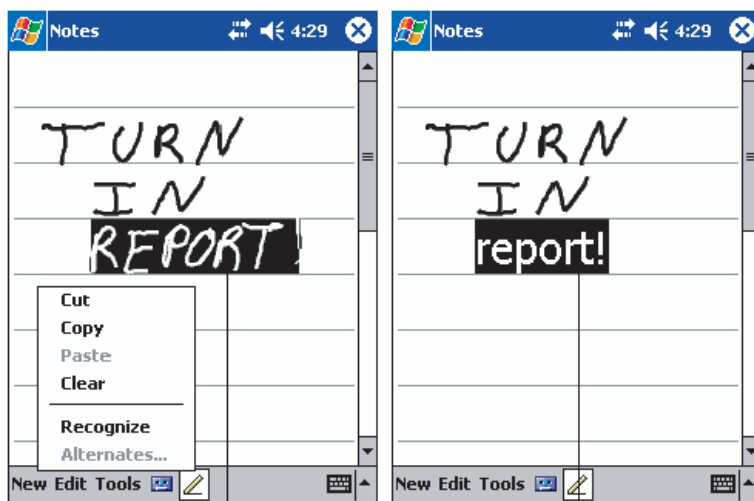 Notes 4:29
TURN
IN
REPORT!
Cut
Copy
Paste
Clear
Recognize
Alternates...
New Edit Tools
Notes 4:29
TURN
IN
report!
New Edit Tools